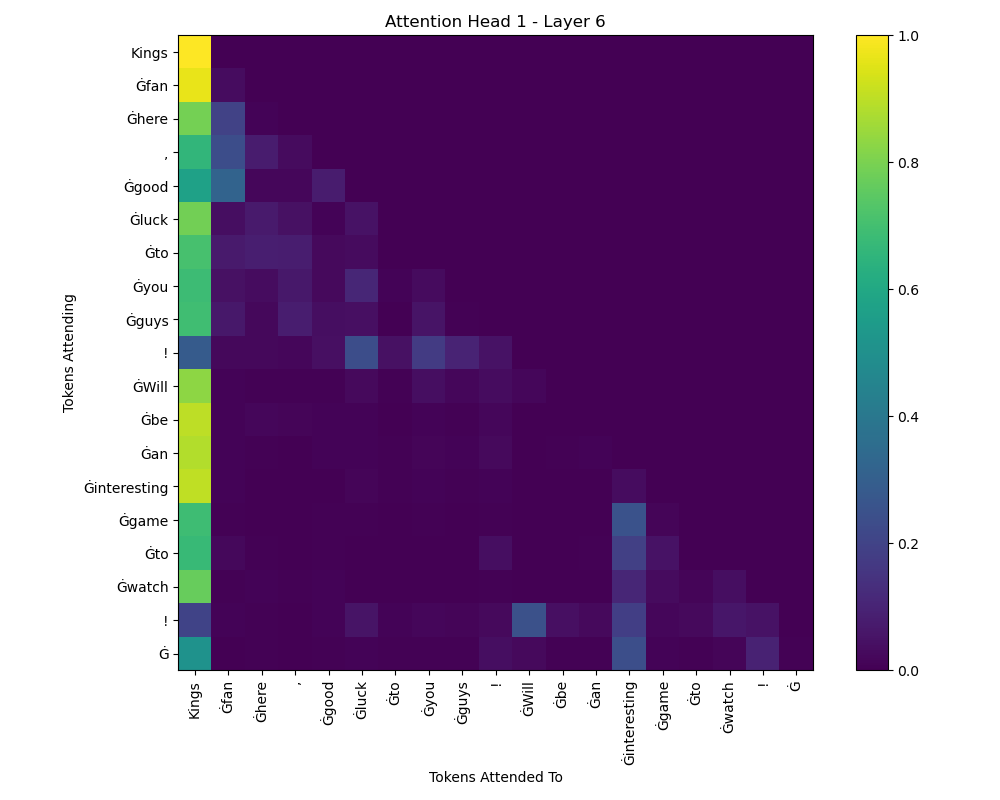 Attention Head 1 - Layer 6
Tokens Attending
Kings
Ġfan
Ġhere
,
Ġgood
Ġluck
Ġto
Ġyou
Ġguys
!
ĠWill
Ġbe
Ġan
Ġinteresting
Ġgame
Ġto
Ġwatch
!
Ġ
Kings
Ġfan
Ġhere
,
Ġgood
Ġluck
Ġto
Ġyou
Ġguys
!
ĠWill
Ġbe
Ġan
Ġinteresting
Ġgame
Ġto
Ġwatch
!
Ġ
Tokens Attended To
1.0
0.8
0.6
0.4
0.2
0.0